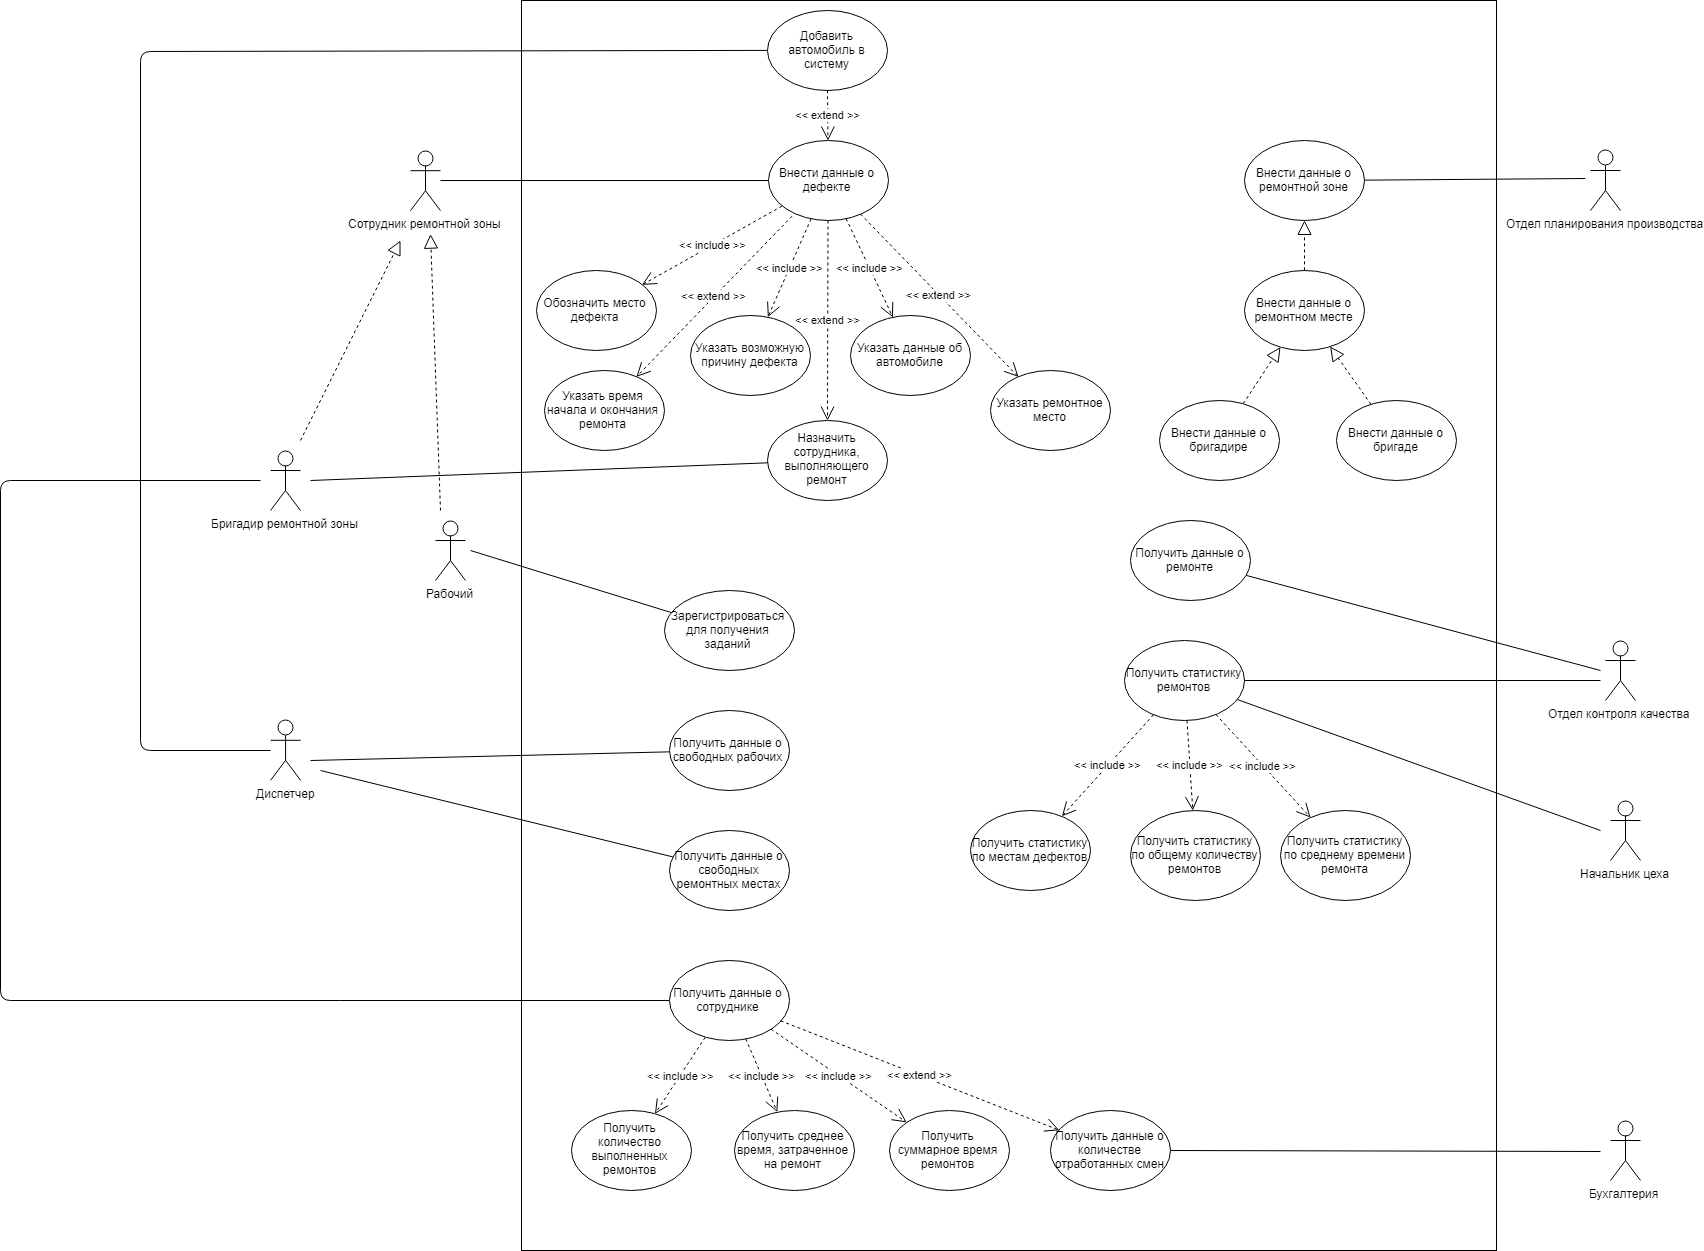 Добавить
автомобиль в
систему
<< extend >>
Внести данные о
дефекте
Внести данные о
ремонтной зоне
Сотрудник ремонтной зоны
Отдел планирования производства
<< include >>
<< include >>
<< include >>
<< extend >>
<< extend >>
<< extend >>
Обозначить место
дефекта
Внести данные о
ремонтном месте
Указать возможную
причину дефекта
Указать данные об
автомобиле
Указать время
начала и окончания
ремонта
Указать ремонтное
место
Назначить
сотрудника,
выполняющего
ремонт
Внести данные о
бригадире
Внести данные о
бригаде
Бригадир ремонтной зоны
Рабочий
Получить данные о
ремонте
Зарегистрироваться
для получения
заданий
Получить статистику
ремонтов
Отдел контроля качества
Получить данные о
свободных рабочих
Диспетчер
<< include >>
<< include >>
<< include >>
Получить данные о
свободных
ремонтных местах
Получить статистику
по местам дефектов
Получить статистику
по общему количеству
ремонтов
Получить статистику
по среднему времени
ремонта
Начальник цеха
Получить данные о
сотруднике
<< include >>
<< include >>
<< include >>
<< extend >>
Получить
количество
выполненных
ремонтов
Получить среднее
время, затраченное
на ремонт
Получить
суммарное время
ремонтов
Получить данные о
количестве
отработанных смен
Бухгалтерия